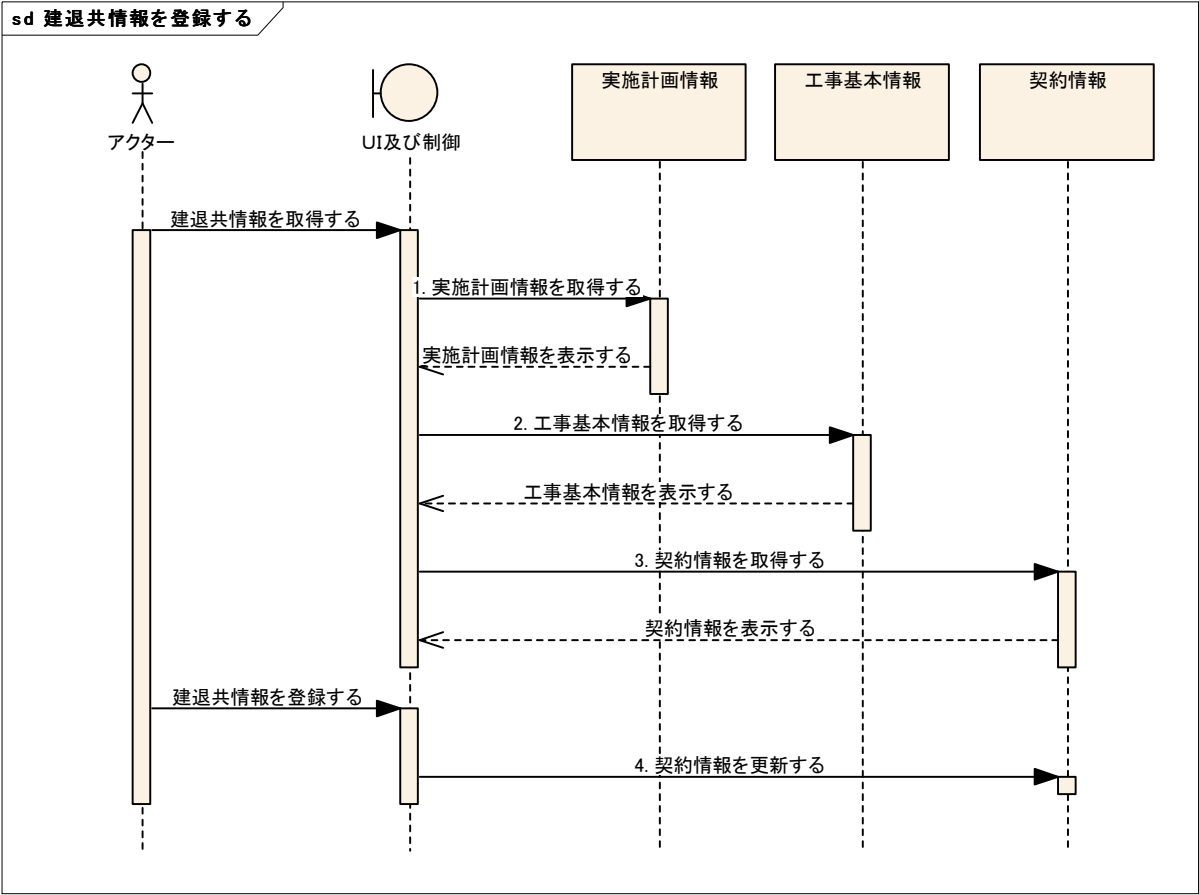 sd 建退共情報を登録する
アクター
UI及び制御
実施計画情報
工事基本情報
契約情報
建退共情報を取得する
1. 実施計画情報を取得する
実施計画情報を表示する
2. 工事基本情報を取得する
工事基本情報を表示する
3. 契約情報を取得する
契約情報を表示する
建退共情報を登録する
4. 契約情報を更新する